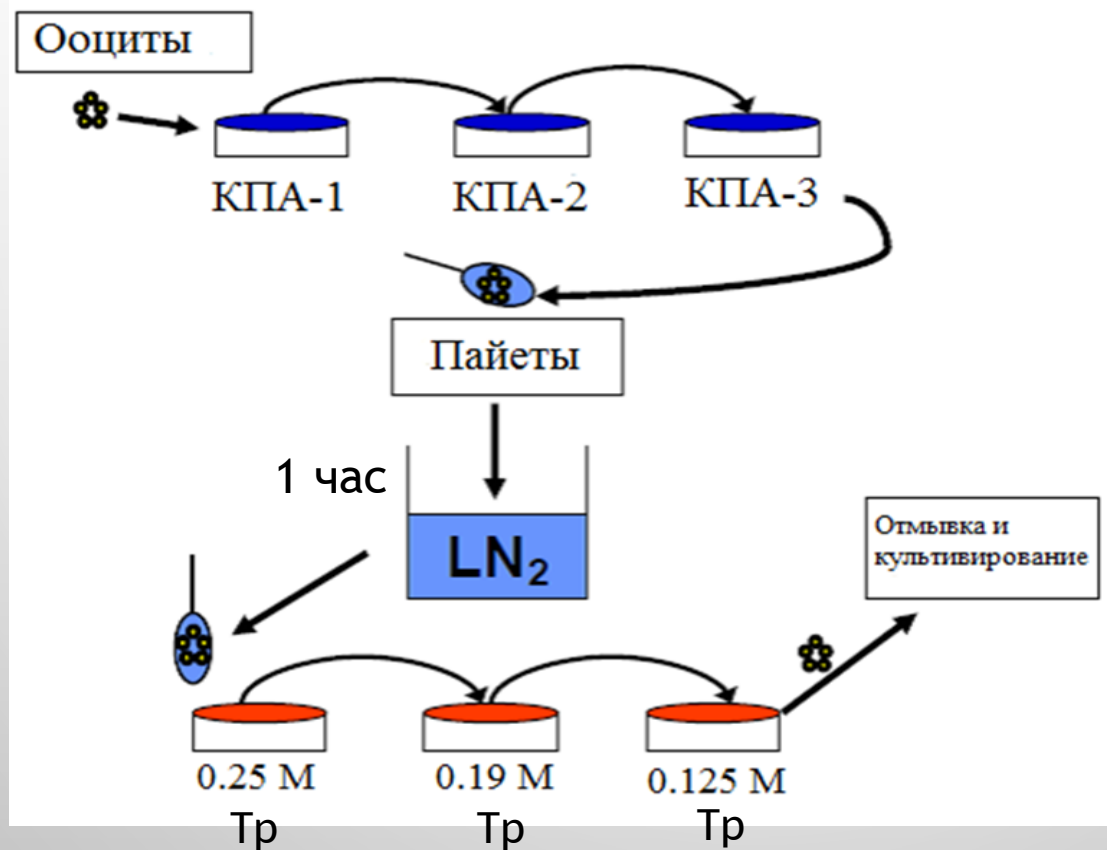 Ооциты
КПА-1
КПА-2
КПА-3
Пайеты
1 час
LN₂
Отмывка и
культивирование
0.25 М
0.19 М
0.125 М
Тр
Тр
Тр